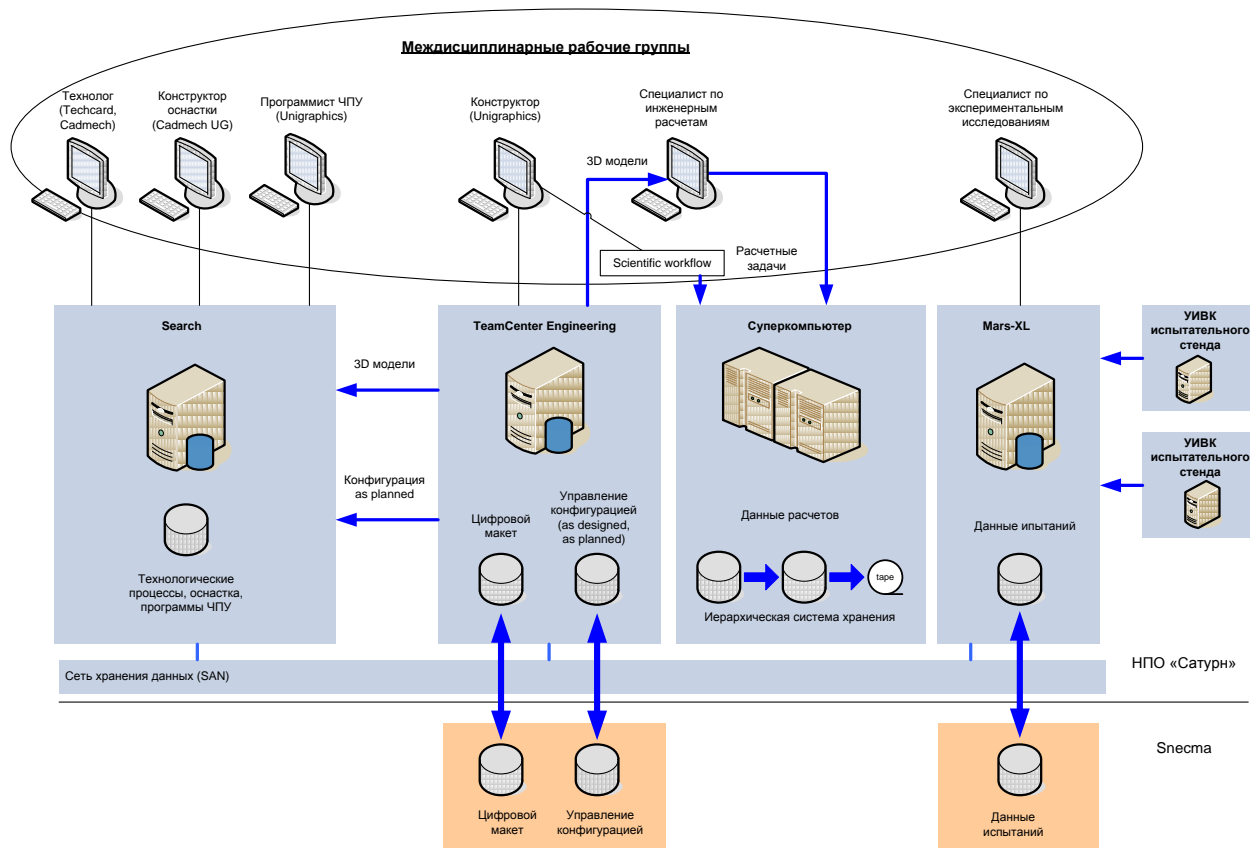 Междисциплинарные рабочие группы
Технолог
(Techcard,
Cadmech)
Конструктор
оснастки
(Cadmech UG)
Программист ЧПУ
(Unigraphics)
Конструктор
(Unigraphics)
Специалист по
инженерным
расчетам
Специалист по
экспериментальным
исследованиям
3D модели
Scientific workflow
Расчетные
задачи
Search
TeamCenter Engineering
Суперкомпьютер
Mars-XL
УИВК
испытательного
стенда
3D модели
УИВК
испытательного
стенда
Конфигурация
as planned
Цифровой
макет
Управление
конфигурацией
(as designed,
as planned)
Данные расчетов
Данные ипытаний
Технологические
процессы, оснастка,
программы ЧПУ
tape
Иерархическая система хранения
Сеть хранения данных (SAN)
НПО «Сатурн»
Snecma
Цифровой
макет
Управление
конфигурацией
Данные
испытаний